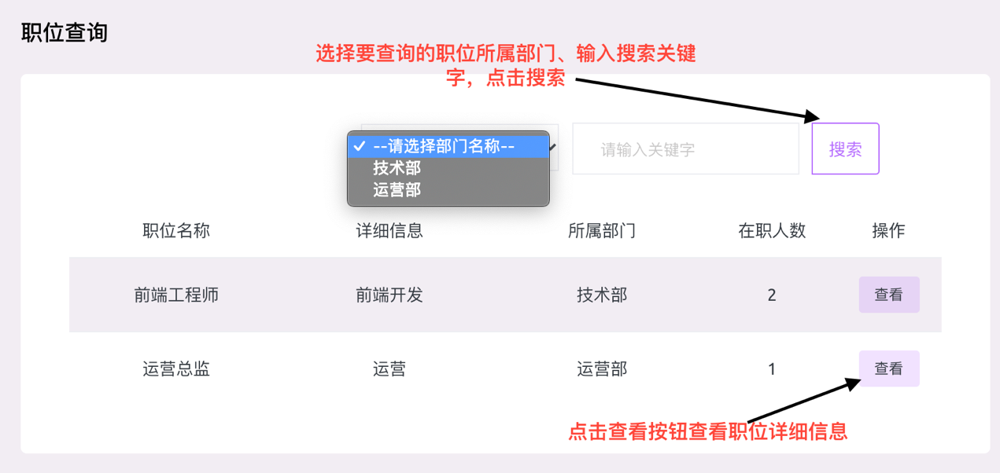 职位查询
选择要查询的职位所属部门、输入搜索关键
字，点击搜索
--请选择部门名称--
技术部
运营部
请输入关键字
搜索
职位名称 详细信息 所属部门 在职人数 操作
前端工程师 前端开发 技术部 2 查看
运营总监 运营 运营部 1 查看
点击查看按钮查看职位详细信息